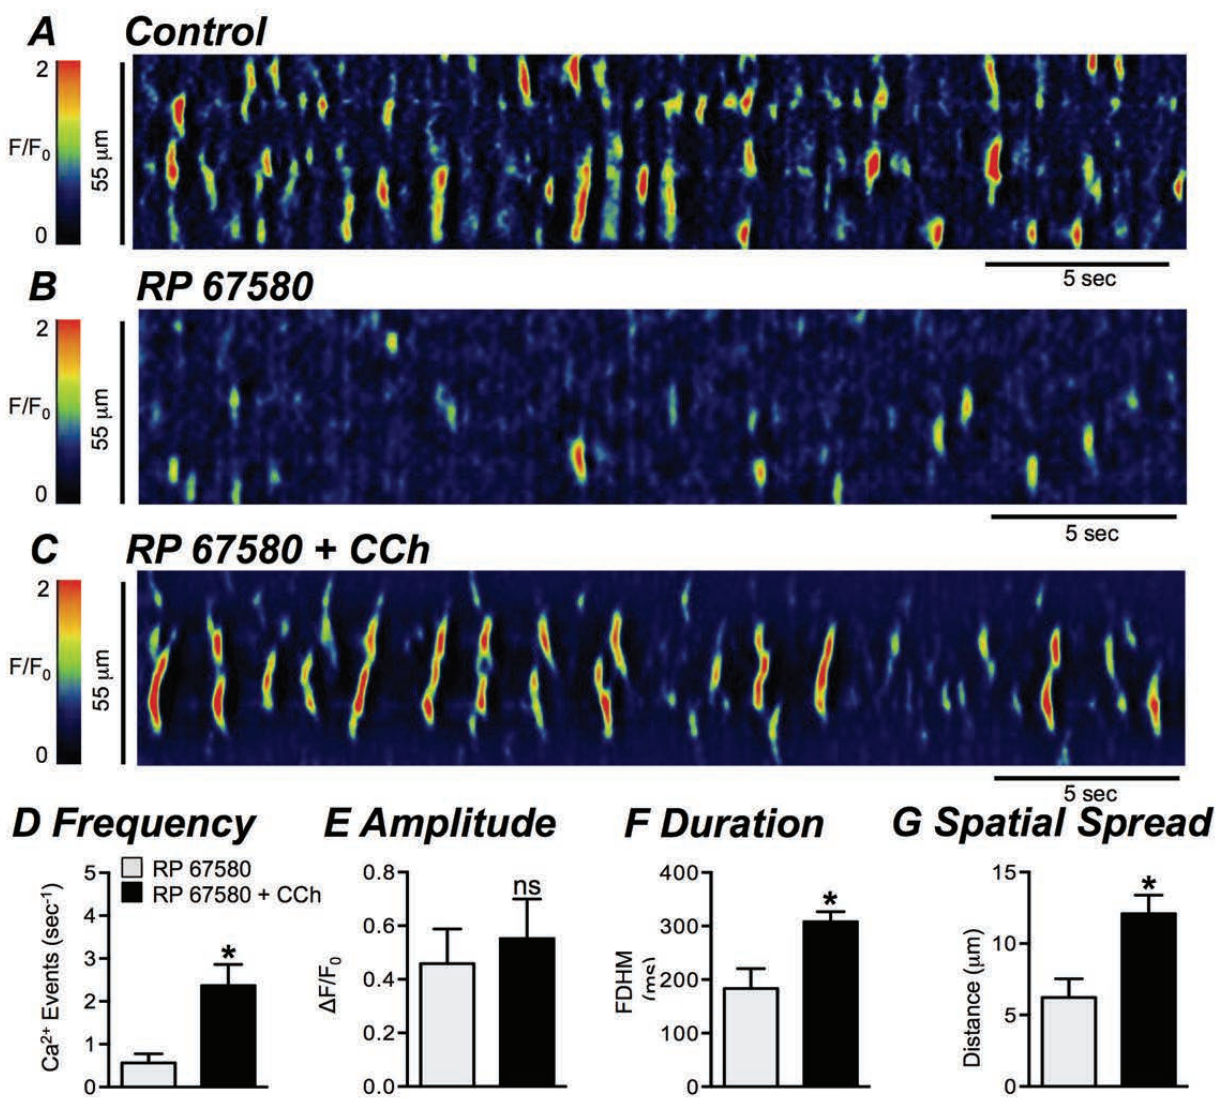 A Control
2
F/F0
0
55 μm
5 sec
B RP 67580
2
F/F0
0
55 μm
5 sec
C RP 67580 + CCh
2
F/F0
0
55 μm
5 sec
D Frequency
RP 67580
RP 67580 + CCh
Ca2+ Events (sec-1)
5
4
3
2
1
0
*
E Amplitude
ΔF/F0
0.8
0.6
0.4
0.2
0.0
ns
F Duration
FDHM
(ms)
400
300
200
100
0
*
G Spatial Spread
Distance (μm)
15
10
5
0
*